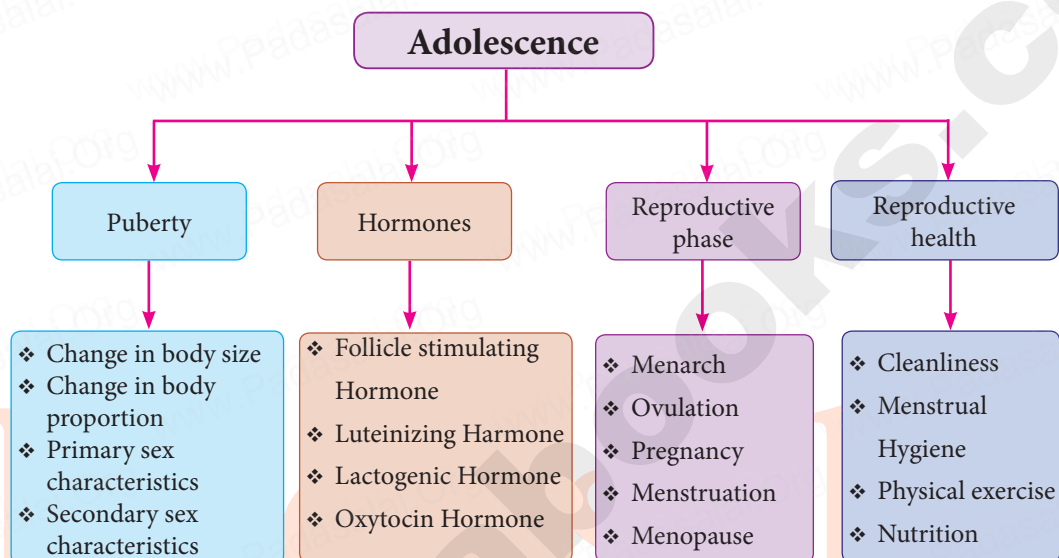 Adolescence
Puberty
Hormones
Reproductive
phase
Reproductive
health
❖ Change in body size
❖ Change in body
proportion
❖ Primary sex
characteristics
❖ Secondary sex
characteristics
❖ Follicle stimulating
Hormone
❖ Luteinizing Harmone
❖ Lactogenic Hormone
❖ Oxytocin Hormone
❖ Menarch
❖ Ovulation
❖ Pregnancy
❖ Menstruation
❖ Menopause
❖ Cleanliness
❖ Menstrual
Hygiene
❖ Physical exercise
❖ Nutrition